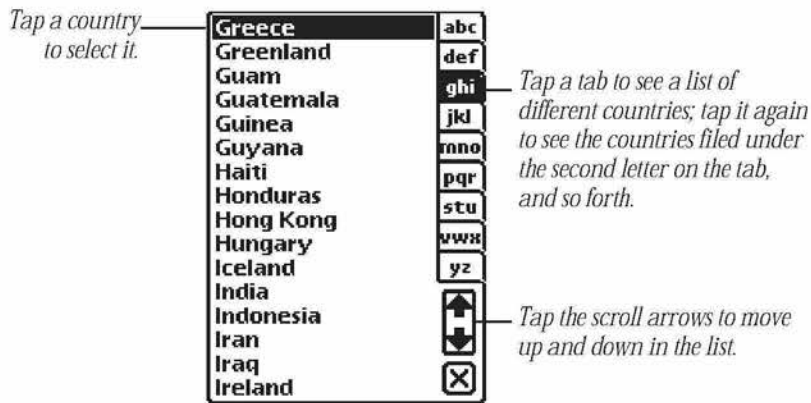 Tap a country
to select it.
Greece
Greenland
Guam
Guatemala
Guinea
Guyana
Haiti
Honduras
Hong Kong
Hungary
Iceland
India
Indonesia
Iran
Iraq
Ireland
abc
def
ghi
jkl
mno
pqr
stu
vwx
yz
Tap a tab to see a list of
different countries; tap it again
to see the countries filed under
the second letter on the tab,
and so forth.
Tap the scroll arrows to move
up and down in the list.